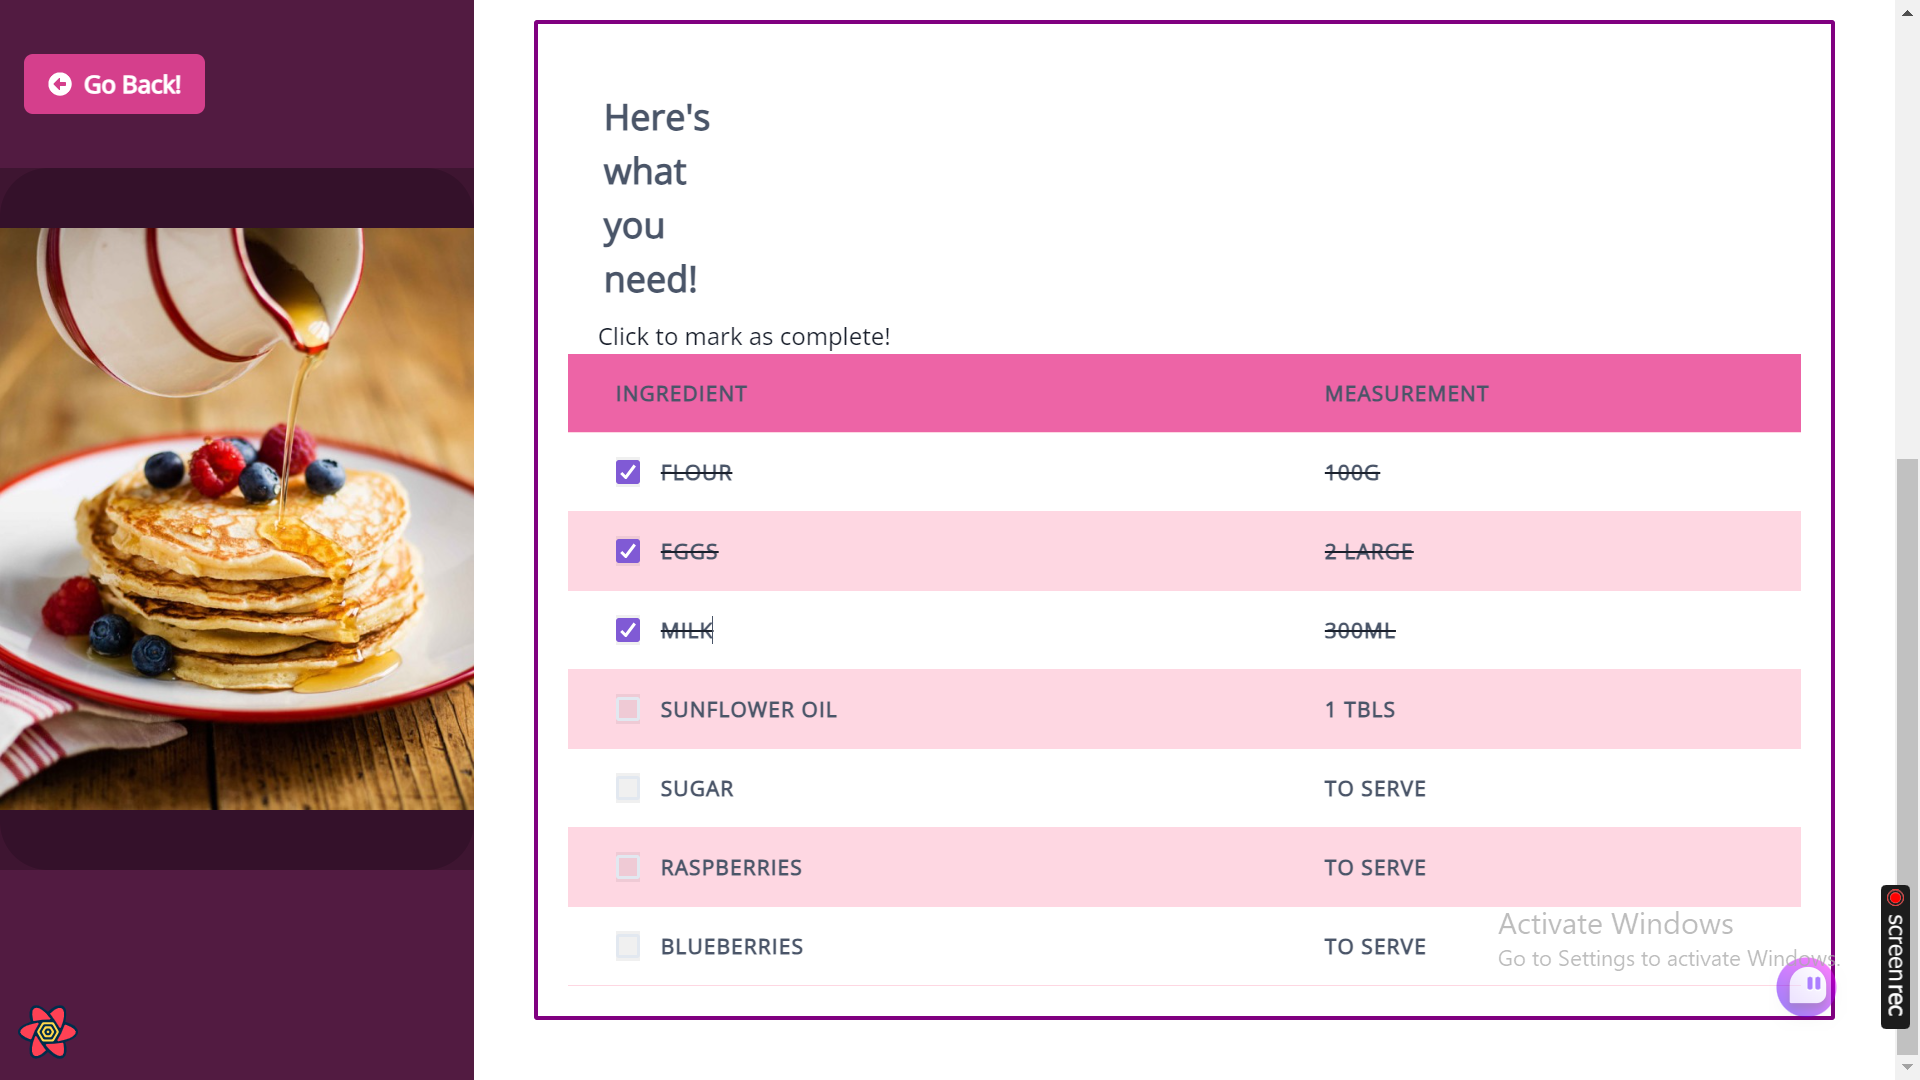 Go Back!
Here's
what
you
need!
Click to mark as complete!
INGREDIENT MEASUREMENT
FLOUR 100G
EGGS 2 LARGE
MILK 300ML
SUNFLOWER OIL 1 TBLS
SUGAR TO SERVE
RASPBERRIES TO SERVE
BLUEBERRIES TO SERVE
Activate Windows
Go to Settings to activate Windows.
screenrec